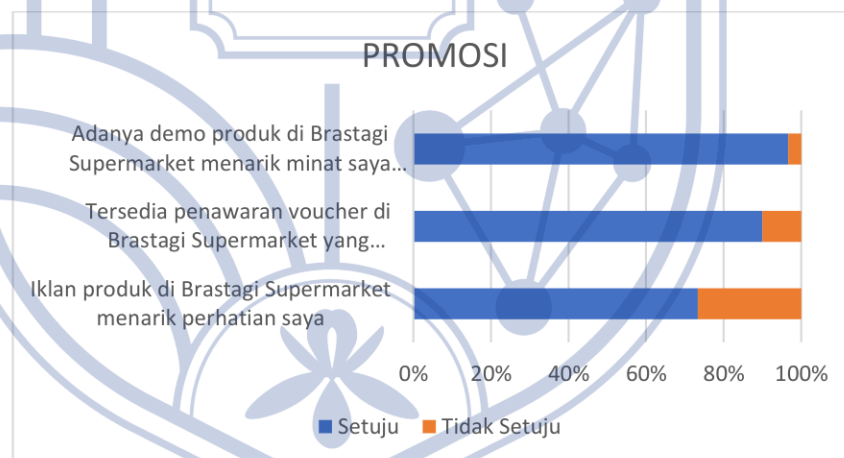 PROMOSI
Adanya demo produk di Brastagi
Supermarket menarik minat saya...
Tersedia penawaran voucher di
Brastagi Supermarket yang...
Iklan produk di Brastagi Supermarket
menarik perhatian saya
0% 20% 40% 60% 80% 100%
Setuju Tidak Setuju